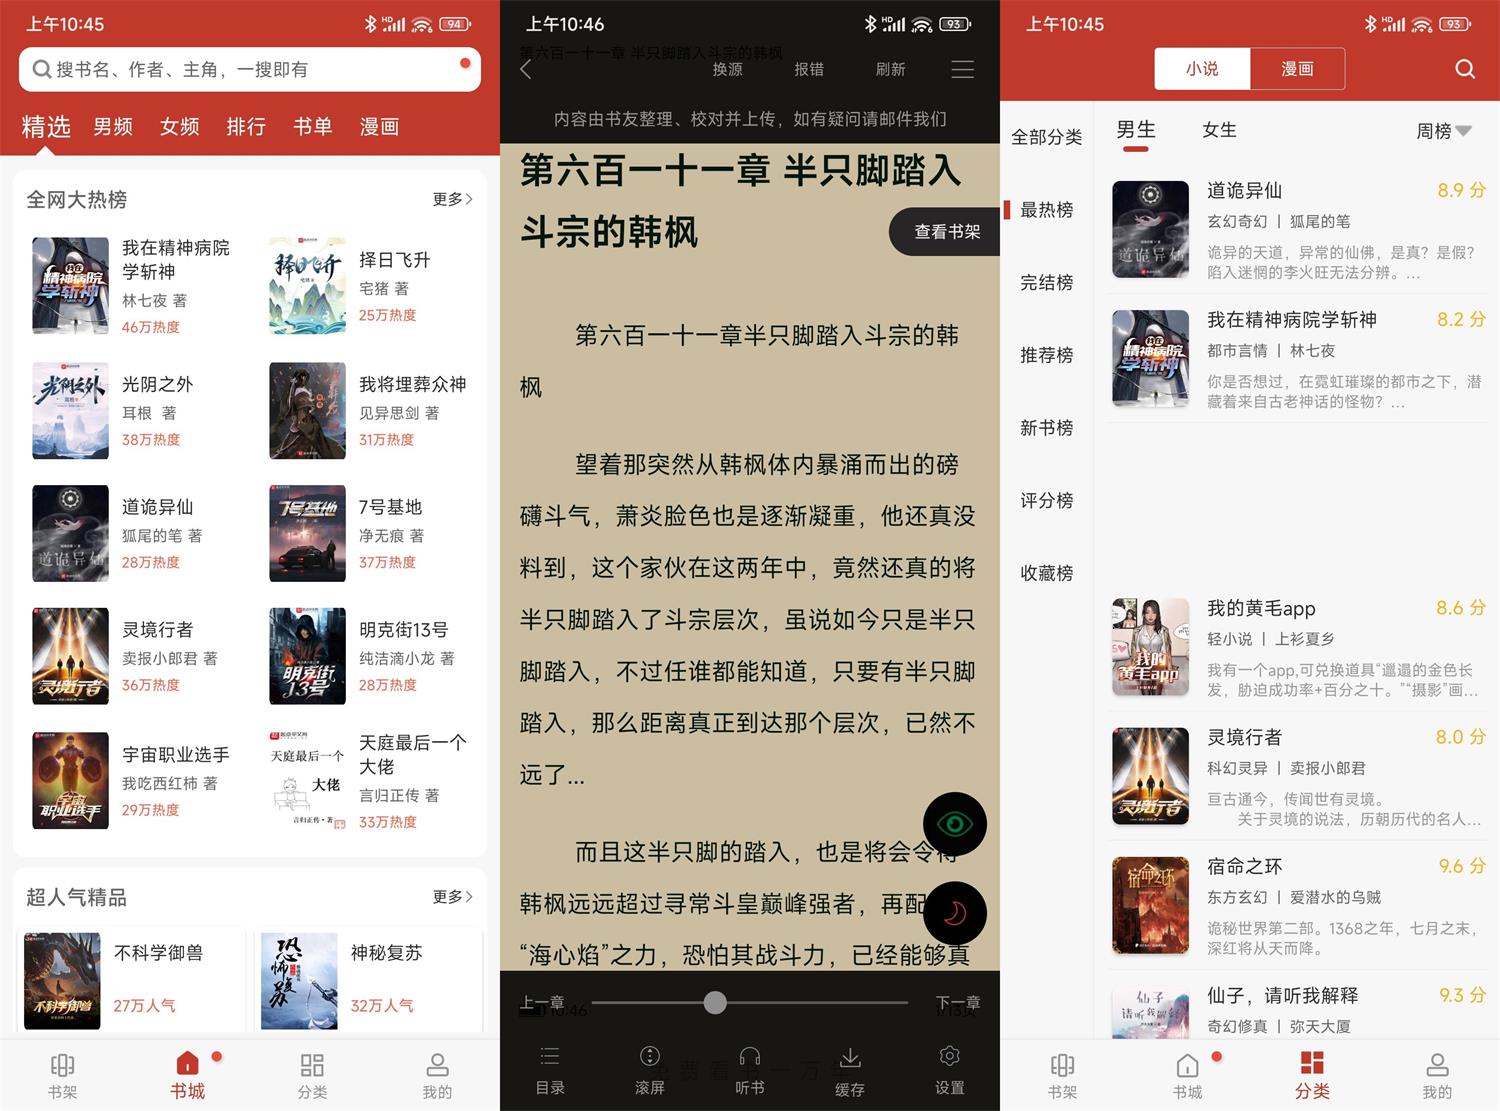 上午10:45
HD
94
搜书名、作者、主角，一搜即有
精选 男频 女频 排行 书单 漫画
全网大热榜
更多
我在精神病院
学斩神
林七夜 著
46万热度
择日飞升
宅猪 著
25万热度
光阴之外
耳根 著
38万热度
我将埋葬众神
见异思剑 著
31万热度
道诡异仙
狐尾的笔 著
28万热度
7号基地
净无痕 著
37万热度
灵境行者
卖报小郎君 著
36万热度
明克街13号
纯洁滴小龙 著
28万热度
宇宙职业选手
我吃西红柿 著
29万热度
天庭最后一个
大佬
言归正传 著
33万热度
超人气精品
更多
不科学御兽
27万人气
神秘复苏
32万人气
书架
书城
分类
我的
上午10:46
HD
93
第六百一十一章 半只脚踏入斗宗的韩枫
换源
报错
刷新
内容由书友整理、校对并上传，如有疑问请邮件我们
第六百一十一章 半只脚踏入
斗宗的韩枫
查看书架
第六百一十一章半只脚踏入斗宗的韩
枫
望着那突然从韩枫体内暴涌而出的磅
礴斗气，萧炎脸色也是逐渐凝重，他还真没
料到，这个家伙在这两年中，竟然还真的将
半只脚踏入了斗宗层次，虽说如今只是半只
脚踏入，不过任谁都能知道，只要有半只脚
踏入，那么距离真正到达那个层次，已然不
远了...
而且这半只脚的踏入，也是将会令得
韩枫远远超过寻常斗皇巅峰强者，再配
“海心焰”之力，恐怕其战斗力，已经能够真
上一章
下一章
10:46
1/13页
免费看书一万年
目录
滚屏
听书
缓存
设置
上午10:45
HD
93
小说
漫画
全部分类
最热榜
完结榜
推荐榜
新书榜
评分榜
收藏榜
男生
女生
周榜
道诡异仙
8.9 分
玄幻奇幻 | 狐尾的笔
诡异的天道，异常的仙佛，是真？是假？
陷入迷惘的李火旺无法分辨。...
我在精神病院学斩神
8.2 分
都市言情 | 林七夜
你是否想过，在霓虹璀璨的都市之下，潜
藏着来自古老神话的怪物？...
我的黄毛app
8.6 分
轻小说 | 上衫夏乡
我有一个app,可兑换道具“邋遢的金色长
发，胁迫成功率+百分之十。”“摄影”画...
灵境行者
8.0 分
科幻灵异 | 卖报小郎君
亘古通今，传闻世有灵境。
关于灵境的说法，历朝历代的名人...
宿命之环
9.6 分
东方玄幻 | 爱潜水的乌贼
诡秘世界第二部。1368之年，七月之末，
深红将从天而降。
仙子，请听我解释
9.3 分
奇幻修真 | 弥天大厦
书架
书城
分类
我的